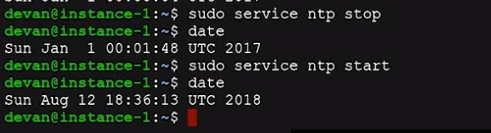 devan@instance-1:~$ sudo service ntp stop
devan@instance-1:~$ date
Sun Jan  1 00:01:48 UTC 2017
devan@instance-1:~$ sudo service ntp start
devan@instance-1:~$ date
Sun Aug 12 18:36:13 UTC 2018
devan@instance-1:~$